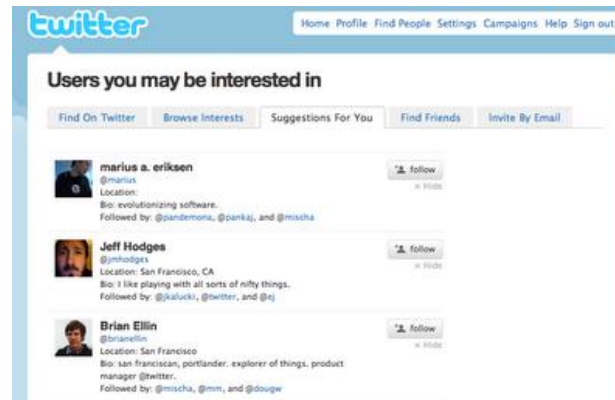 twitter
Home Profile Find People Settings Campaigns Help Sign out
Users you may be interested in
Find On Twitter Browse Interests Suggestions For You Find Friends Invite By Email
marius a. eriksen
@marius
Location:
Bio: evolutionizing software.
Followed by: @pandemona, @pankaj, and @mischa
follow
× Hide
Jeff Hodges
@jmhodges
Location: San Francisco, CA
Bio: I like playing with all sorts of nifty things.
Followed by: @jkalucki, @twitter, and @ej
follow
× Hide
Brian Ellin
@brianellin
Location: San Francisco
Bio: san franciscan, portlander. explorer of things. product
manager @twitter.
Followed by: @mischa, @mm, and @dougw
follow
× Hide